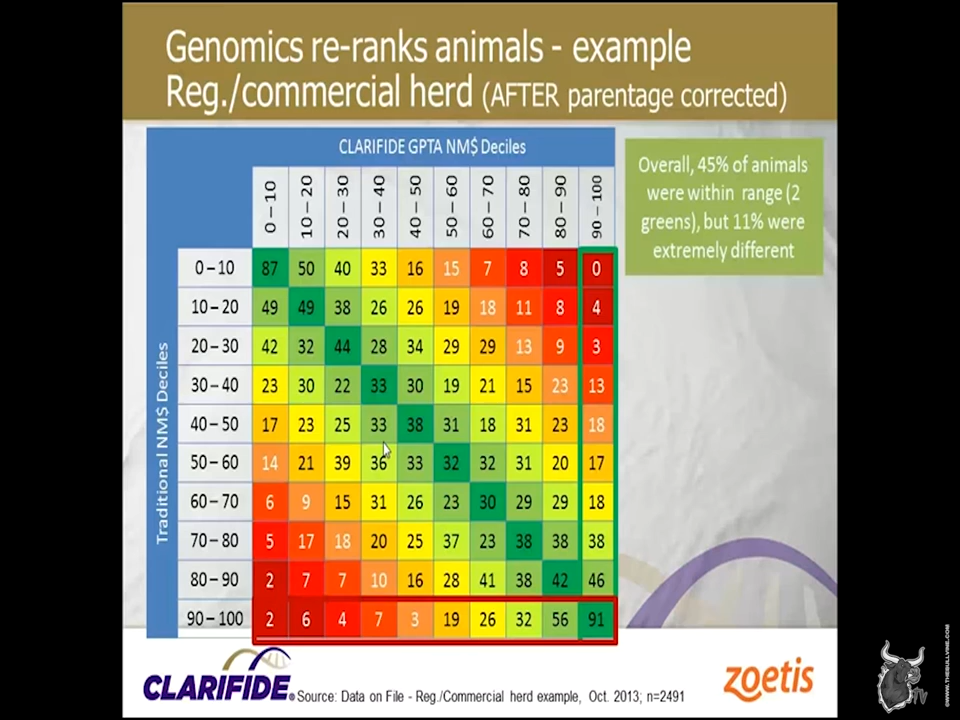 Genomics re-ranks animals - example
Reg./commercial herd (AFTER parentage corrected)
CLARIFIDE GPTA NM$ Deciles
Overall, 45% of animals
were within range (2
greens), but 11% were
extremely different
0 – 10 10 – 20 20 – 30 30 – 40 40 – 50 50 – 60 60 – 70 70 – 80 80 – 90 90 – 100
Traditional NM$ Deciles
0 – 10 87 50 40 33 16 15 7 8 5 0
10 – 20 49 49 38 26 26 19 18 11 8 4
20 – 30 42 32 44 28 34 29 29 13 9 3
30 – 40 23 30 22 33 30 19 21 15 23 13
40 – 50 17 23 25 33 38 31 18 31 23 18
50 – 60 14 21 39 36 33 32 32 31 20 17
60 – 70 6 9 15 31 26 23 30 29 29 18
70 – 80 5 17 18 20 25 37 23 38 38 38
80 – 90 2 7 7 10 16 28 41 38 42 46
90 – 100 2 6 4 7 3 19 26 32 56 91
CLARIFIDE®
Source: Data on File - Reg./Commercial herd example, Oct. 2013; n=2491
zoetis
TV
©WWW.THEBULLVINE.COM